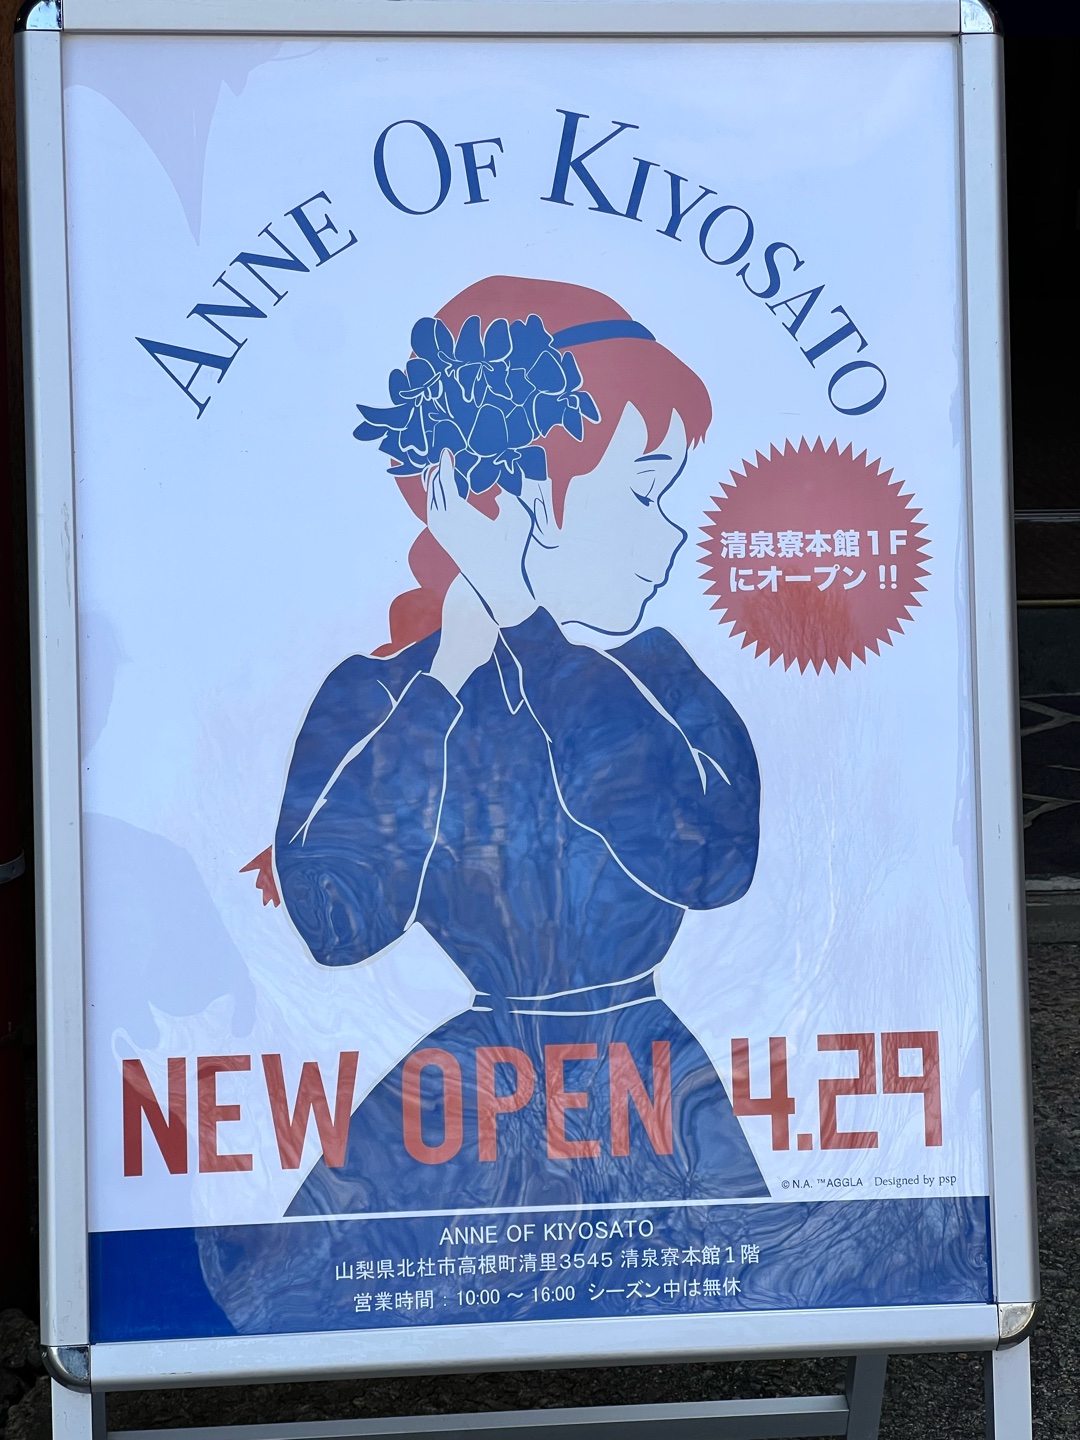 ANNE OF KIYOSATO
清泉寮本館１F
にオープン !!
NEW OPEN 4.29
© N.A. ™AGGLA Designed by psp
ANNE OF KIYOSATO
山梨県北杜市高根町清里3545 清泉寮本館１階
営業時間：10:00 〜 16:00 シーズン中は無休